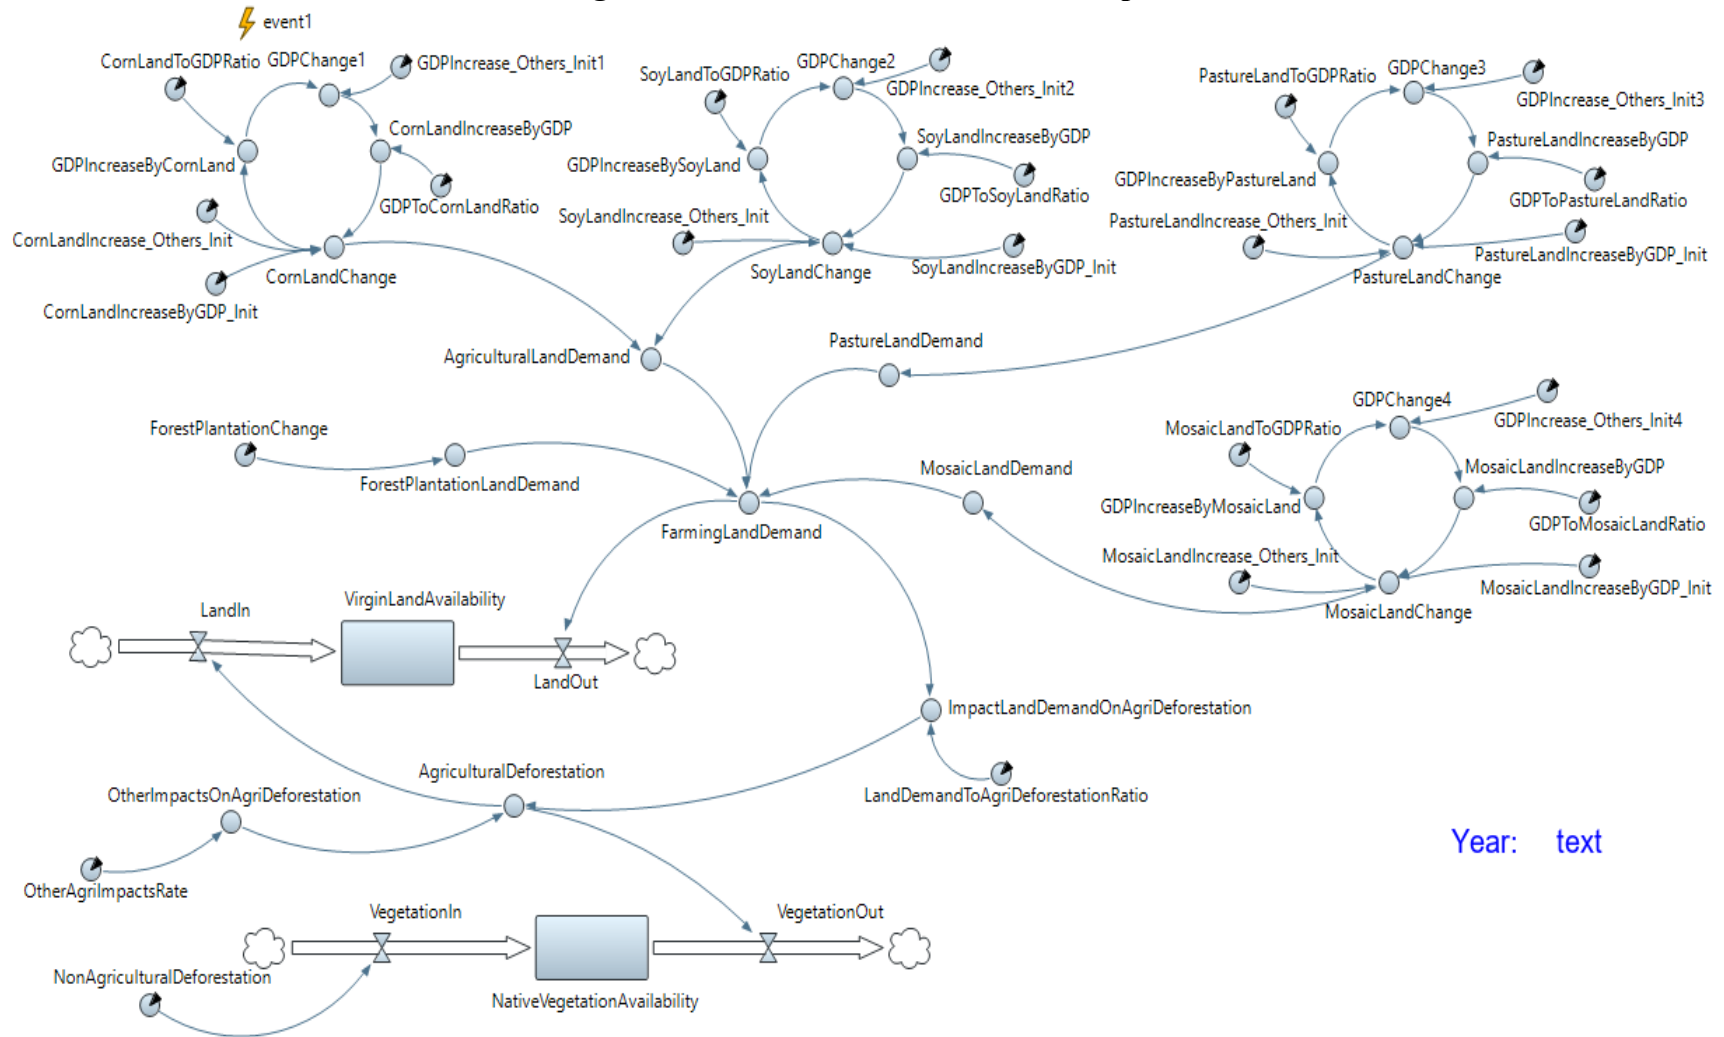 event1
CornLandToGDPRatio
GDPChange1
GDPIncrease_Others_Init1
CornLandIncreaseByGDP
GDPIncreaseByCornLand
GDPToCornLandRatio
CornLandIncrease_Others_Init
CornLandChange
CornLandIncreaseByGDP_Init
SoyLandToGDPRatio
GDPChange2
GDPIncrease_Others_Init2
SoyLandIncreaseByGDP
GDPIncreaseBySoyLand
GDPToSoyLandRatio
SoyLandIncrease_Others_Init
SoyLandChange
SoyLandIncreaseByGDP_Init
PastureLandToGDPRatio
GDPChange3
GDPIncrease_Others_Init3
PastureLandIncreaseByGDP
GDPIncreaseByPastureLand
GDPToPastureLandRatio
PastureLandIncrease_Others_Init
PastureLandIncreaseByGDP_Init
PastureLandChange
AgriculturalLandDemand
PastureLandDemand
ForestPlantationChange
ForestPlantationLandDemand
MosaicLandDemand
FarmingLandDemand
GDPChange4
GDPIncrease_Others_Init4
MosaicLandToGDPRatio
MosaicLandIncreaseByGDP
GDPIncreaseByMosaicLand
GDPToMosaicLandRatio
MosaicLandIncrease_Others_Init
MosaicLandIncreaseByGDP_Init
MosaicLandChange
LandIn
VirginLandAvailability
LandOut
ImpactLandDemandOnAgriDeforestation
AgriculturalDeforestation
LandDemandToAgriDeforestationRatio
OtherImpactsOnAgriDeforestation
OtherAgriImpactsRate
Year: text
VegetationIn
VegetationOut
NonAgriculturalDeforestation
NativeVegetationAvailability